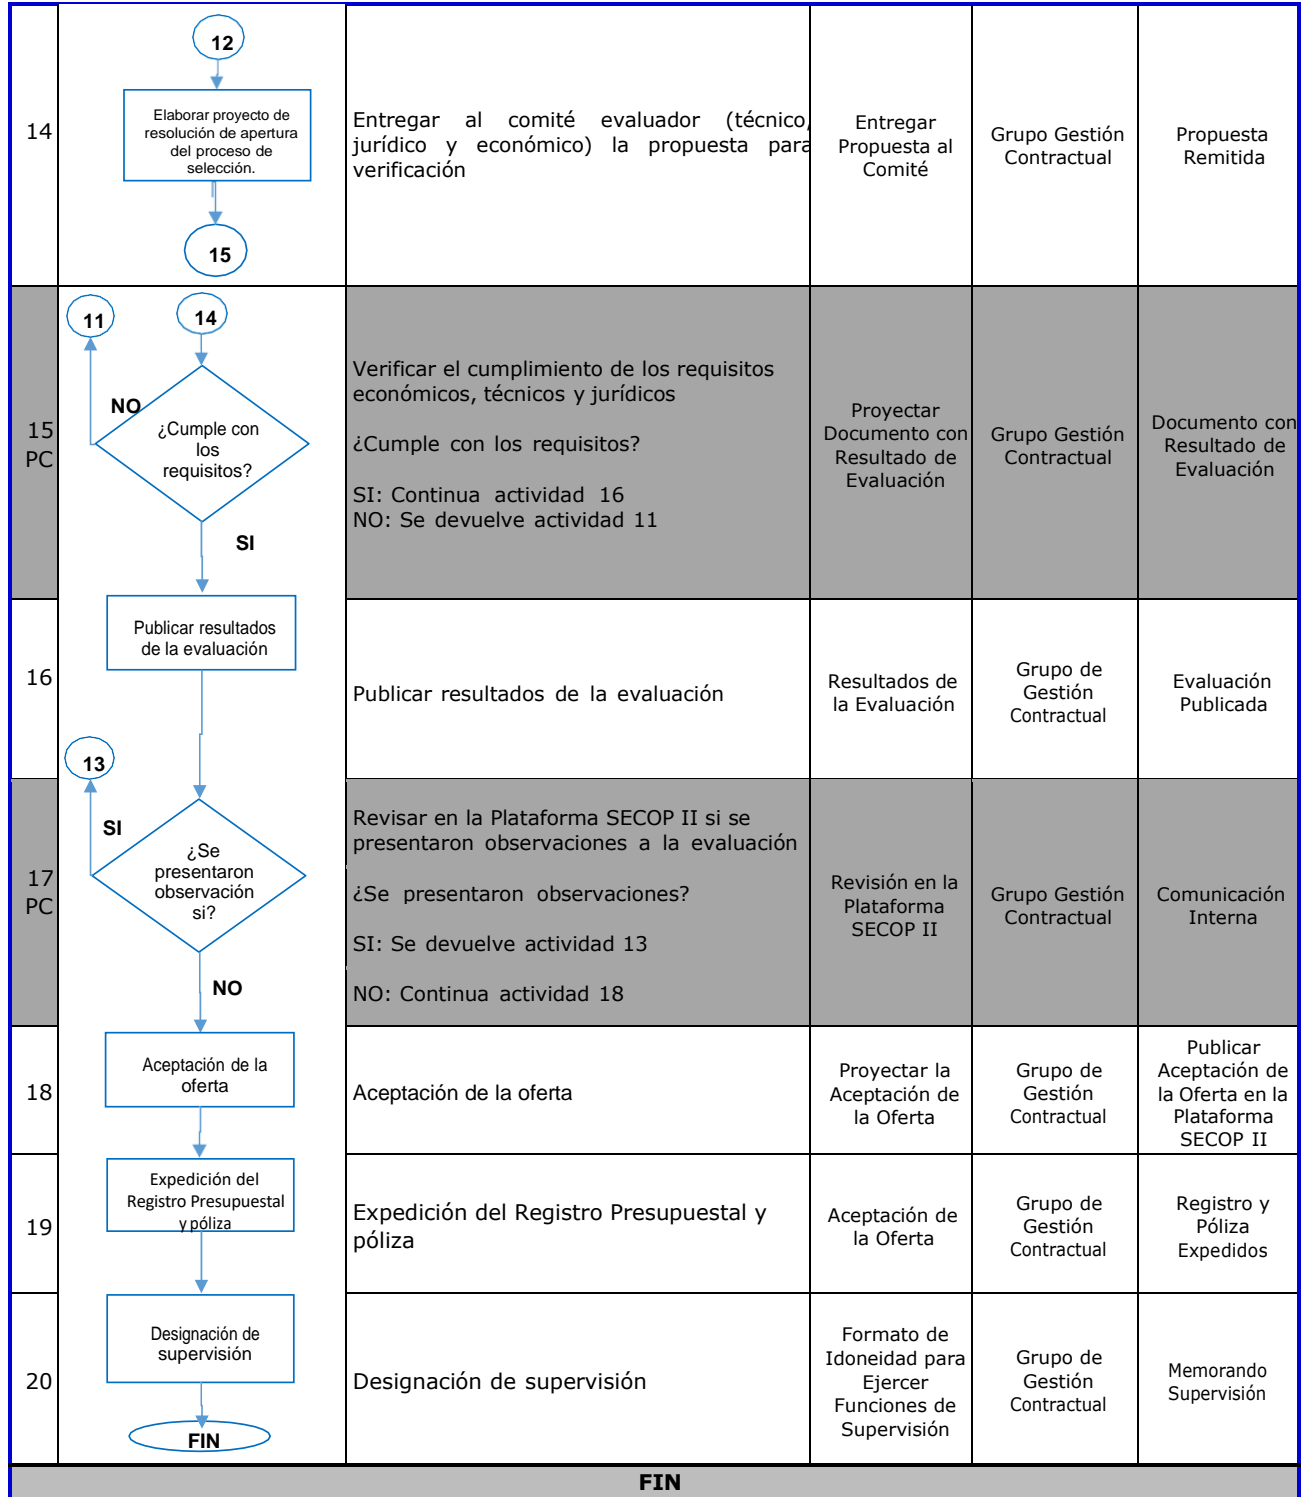 14
12
Elaborar proyecto de
resolución de apertura
del proceso de
selección.
15
Entregar al comité evaluador (técnico,
jurídico y económico) la propuesta para
verificación
Entregar
Propuesta al
Comité
Grupo Gestión
Contractual
Propuesta
Remitida
15
PC
11
14
NO
¿Cumple con
los
requisitos?
SI
Verificar el cumplimiento de los requisitos
económicos, técnicos y jurídicos
¿Cumple con los requisitos?
SI: Continua actividad 16
NO: Se devuelve actividad 11
Proyectar
Documento con
Resultado de
Evaluación
Grupo Gestión
Contractual
Documento con
Resultado de
Evaluación
16
Publicar resultados
de la evaluación
Publicar resultados de la evaluación
Resultados de
la Evaluación
Grupo de
Gestión
Contractual
Evaluación
Publicada
17
PC
13
SI
¿Se
presentaron
observación
si?
NO
Revisar en la Plataforma SECOP II si se
presentaron observaciones a la evaluación
¿Se presentaron observaciones?
SI: Se devuelve actividad 13
NO: Continua actividad 18
Revisión en la
Plataforma
SECOP II
Grupo Gestión
Contractual
Comunicación
Interna
18
Aceptación de la
oferta
Aceptación de la oferta
Proyectar la
Aceptación de
la Oferta
Grupo de
Gestión
Contractual
Publicar
Aceptación de
la Oferta en la
Plataforma
SECOP II
19
Expedición del
Registro Presupuestal
y póliza
Expedición del Registro Presupuestal y
póliza
Aceptación de
la Oferta
Grupo de
Gestión
Contractual
Registro y
Póliza
Expedidos
20
Designación de
supervisión
FIN
Designación de supervisión
Formato de
Idoneidad para
Ejercer
Funciones de
Supervisión
Grupo de
Gestión
Contractual
Memorando
Supervisión
FIN